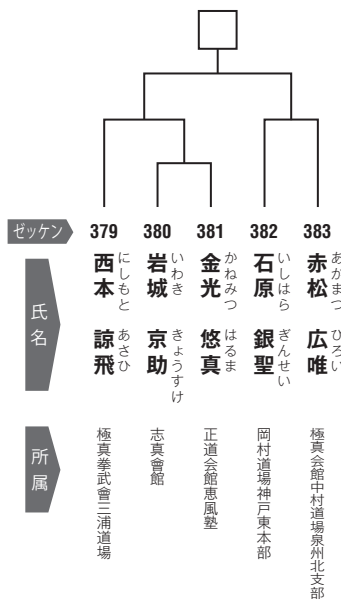 ゼッケン
379
380
381
382
383
氏名
西本 諒飛
にしもと あさひ
岩城 京助
いわき きょうすけ
金光 悠真
かねみつ はるま
石原 銀聖
いしはら ぎんせい
赤松 広唯
あかまつ ひろい
所属
極真拳武會三浦道場
志真會館
正道会館恵風塾
岡村道場神戸東本部
極真会館中村道場泉州北支部